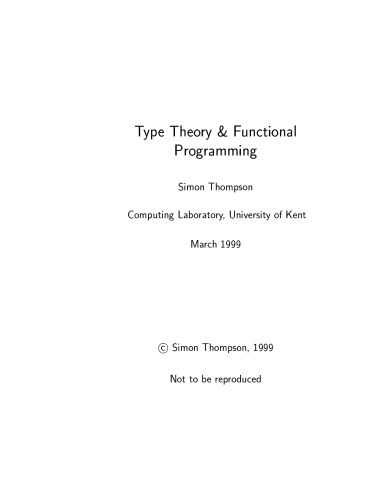 Type Theory & Functional
Programming
Simon Thompson
Computing Laboratory, University of Kent
March 1999
© Simon Thompson, 1999
Not to be reproduced